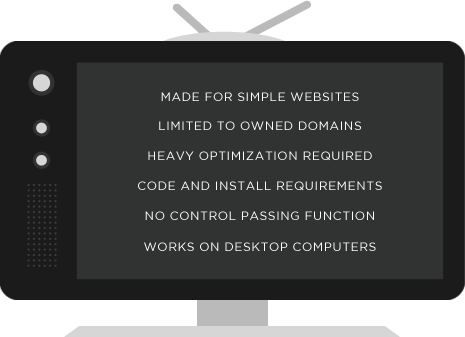 MADE FOR SIMPLE WEBSITES
LIMITED TO OWNED DOMAINS
HEAVY OPTIMIZATION REQUIRED
CODE AND INSTALL REQUIREMENTS
NO CONTROL PASSING FUNCTION
WORKS ON DESKTOP COMPUTERS